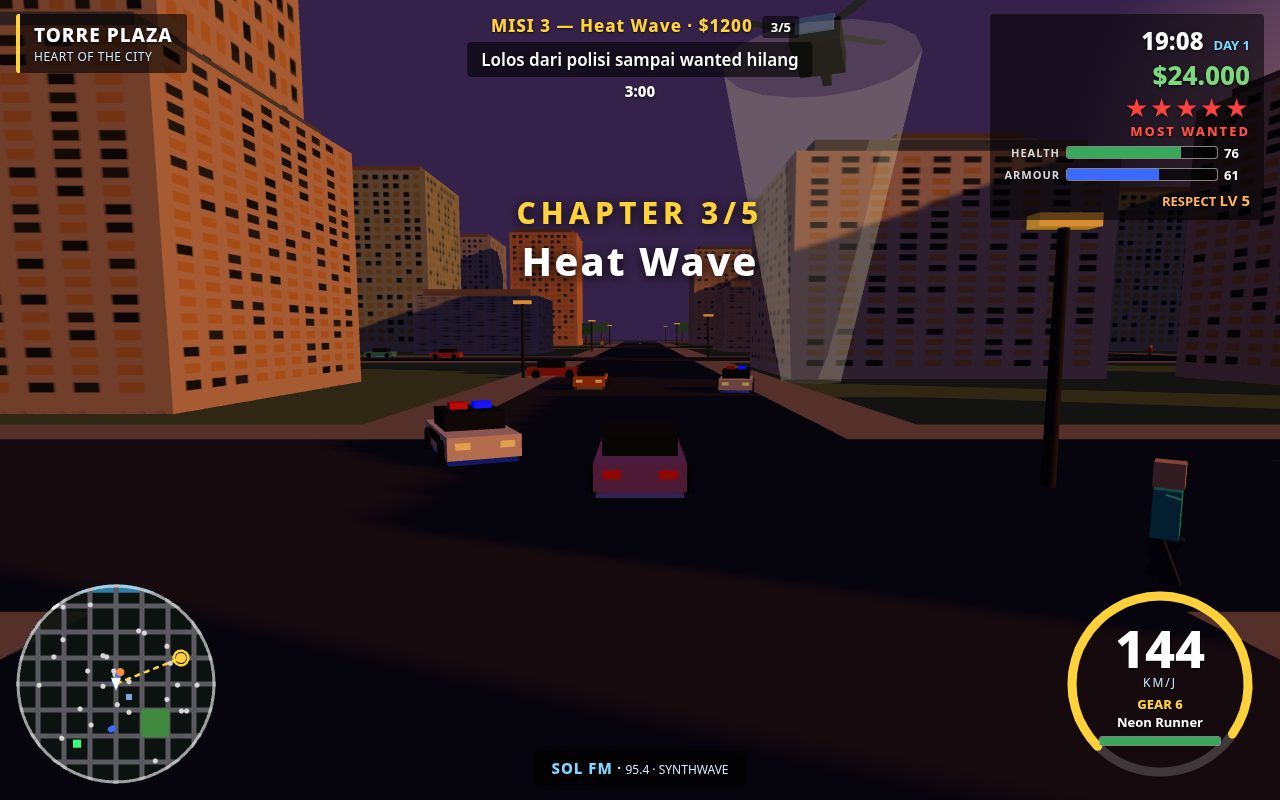 TORRE PLAZA
HEART OF THE CITY
MISI 3 — Heat Wave · $1200 3/5
Lolos dari polisi sampai wanted hilang
3:00
19:08 DAY 1
$24.000
★★★★★
MOST WANTED
HEALTH 76
ARMOUR 61
RESPECT LV 5
CHAPTER 3/5
Heat Wave
144
KM/J
GEAR 6
Neon Runner
SOL FM · 95.4 · SYNTHWAVE